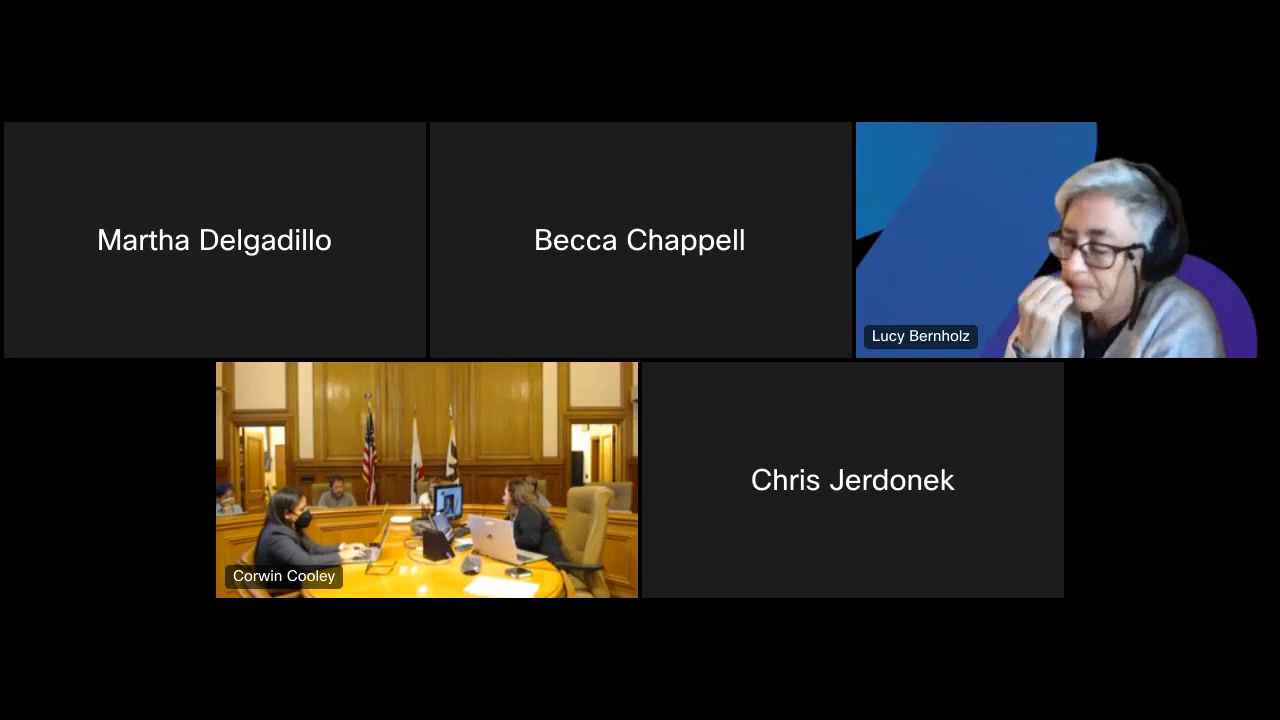 Martha Delgadillo
Becca Chappell
Lucy Bernholz
Corwin Cooley
Chris Jerdonek